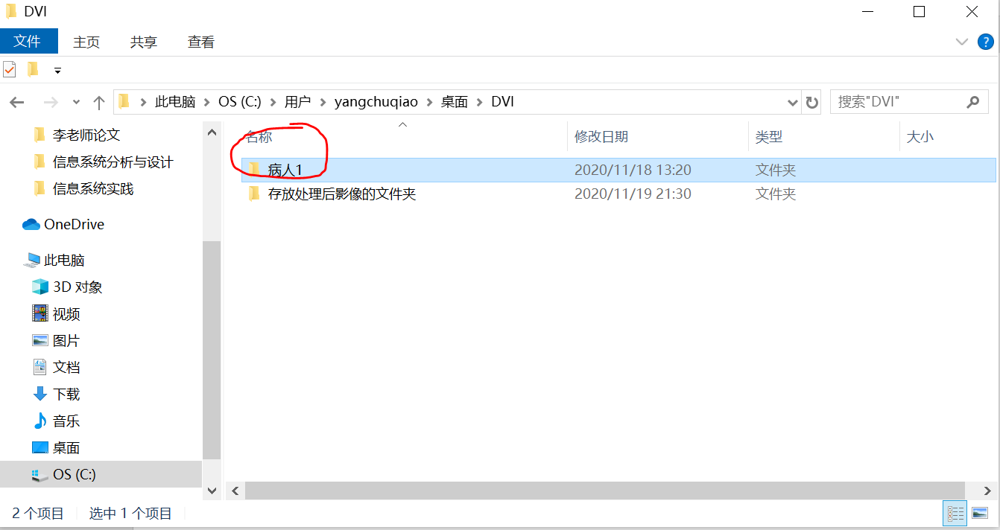 DVI
文件 主页 共享 查看 ?
此电脑 OS (C:) 用户 yangchuqiao 桌面 DVI 搜索"DVI"
李老师论文
信息系统分析与设计
信息系统实践
OneDrive
此电脑
3D 对象
视频
图片
文档
下载
音乐
桌面
OS (C:)
名称 修改日期 类型 大小
病人1 2020/11/18 13:20 文件夹
存放处理后影像的文件夹 2020/11/19 21:30 文件夹
2 个项目 选中 1 个项目